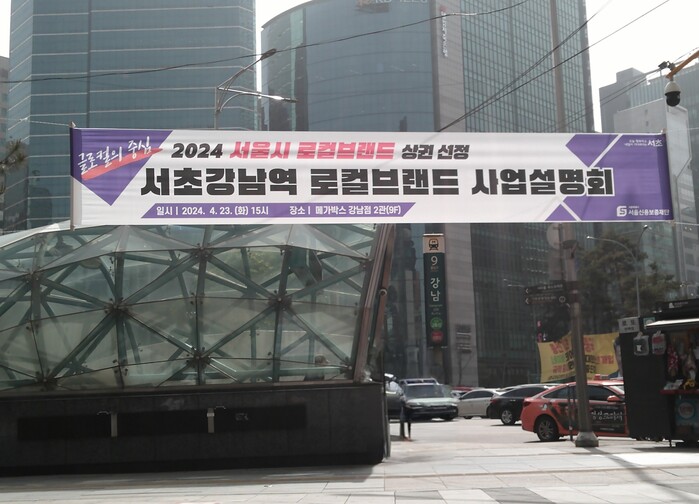 글로컬의 중심
2024 서울시 로컬브랜드 상권 선정
서초강남역 로컬브랜드 사업설명회
일시 | 2024. 4. 23. (화) 15시
장소 | 메가박스 강남점 2관(9F)
서초
서울신용보증재단
9
강남